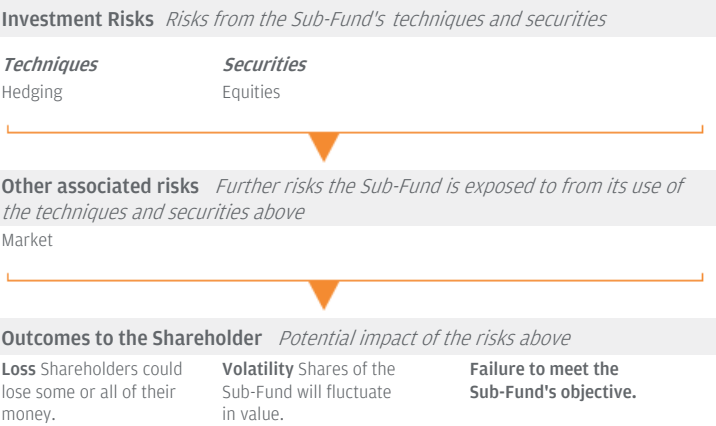 Investment Risks Risks from the Sub-Fund's techniques and securities
Techniques Securities
Hedging Equities
Other associated risks Further risks the Sub-Fund is exposed to from its use of
the techniques and securities above
Market
Outcomes to the Shareholder Potential impact of the risks above
Loss Shareholders could
lose some or all of their
money.
Volatility Shares of the
Sub-Fund will fluctuate
in value.
Failure to meet the
Sub-Fund's objective.